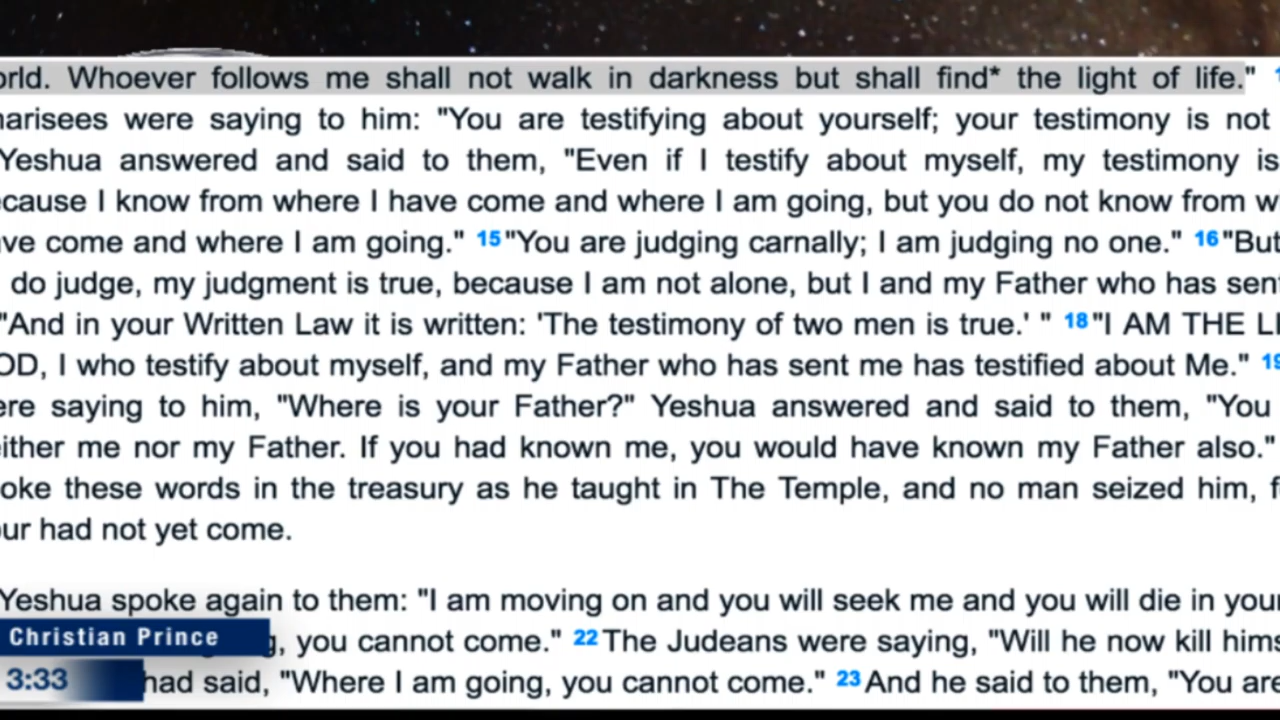 orld. Whoever follows me shall not walk in darkness but shall find* the light of life."
arisees were saying to him: "You are testifying about yourself; your testimony is not
Yeshua answered and said to them, "Even if I testify about myself, my testimony is
cause I know from where I have come and where I am going, but you do not know from w
ve come and where I am going." 15 "You are judging carnally; I am judging no one." 16 "But
do judge, my judgment is true, because I am not alone, but I and my Father who has sent
"And in your Written Law it is written: 'The testimony of two men is true.' " 18 "I AM THE LI
OD, I who testify about myself, and my Father who has sent me has testified about Me." 19
ere saying to him, "Where is your Father?" Yeshua answered and said to them, "You
either me nor my Father. If you had known me, you would have known my Father also."
oke these words in the treasury as he taught in The Temple, and no man seized him, f
our had not yet come.
Yeshua spoke again to them: "I am moving on and you will seek me and you will die in your
Christian Prince
g, you cannot come." 22 The Judeans were saying, "Will he now kill hims
3:33
had said, "Where I am going, you cannot come." 23 And he said to them, "You are